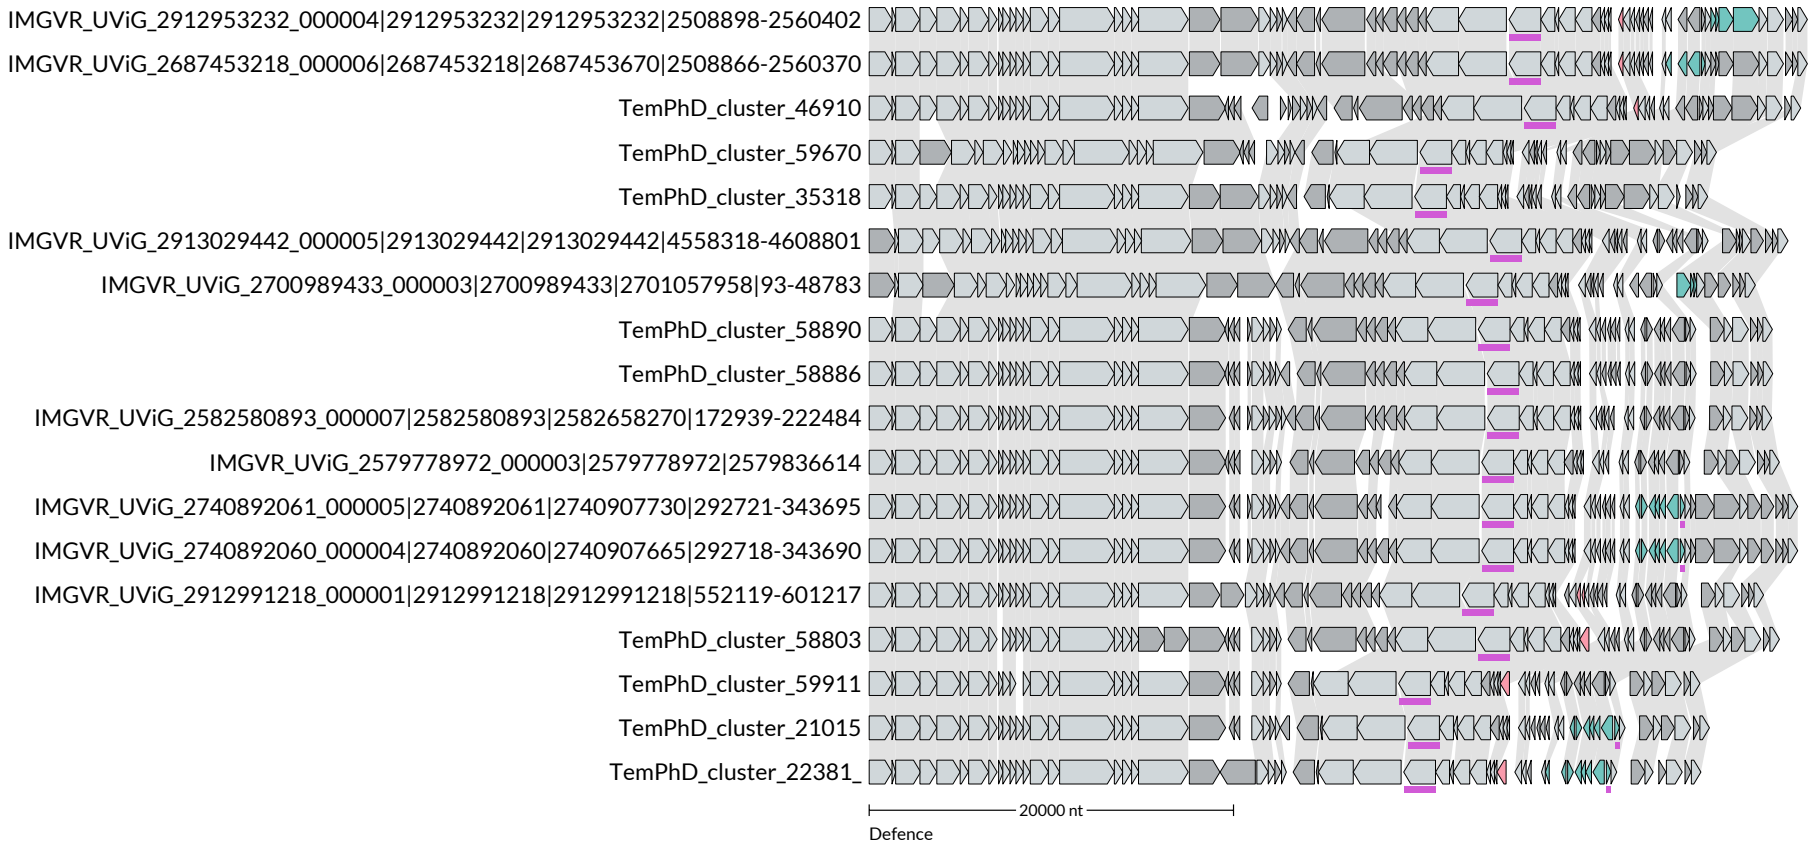 IMGVR_UViG_2912953232_000004|2912953232|2912953232|2508898-2560402
IMGVR_UViG_2687453218_000006|2687453218|2687453670|2508866-2560370
TemPhD_cluster_46910
TemPhD_cluster_59670
TemPhD_cluster_35318
IMGVR_UViG_2913029442_000005|2913029442|2913029442|4558318-4608801
IMGVR_UViG_2700989433_000003|2700989433|2701057958|93-48783
TemPhD_cluster_58890
TemPhD_cluster_58886
IMGVR_UViG_2582580893_000007|2582580893|2582658270|172939-222484
IMGVR_UViG_2579778972_000003|2579778972|2579836614
IMGVR_UViG_2740892061_000005|2740892061|2740907730|292721-343695
IMGVR_UViG_2740892060_000004|2740892060|2740907665|292718-343690
IMGVR_UViG_2912991218_000001|2912991218|2912991218|552119-601217
TemPhD_cluster_58803
TemPhD_cluster_59911
TemPhD_cluster_21015
TemPhD_cluster_22381_
20000 nt
Defence